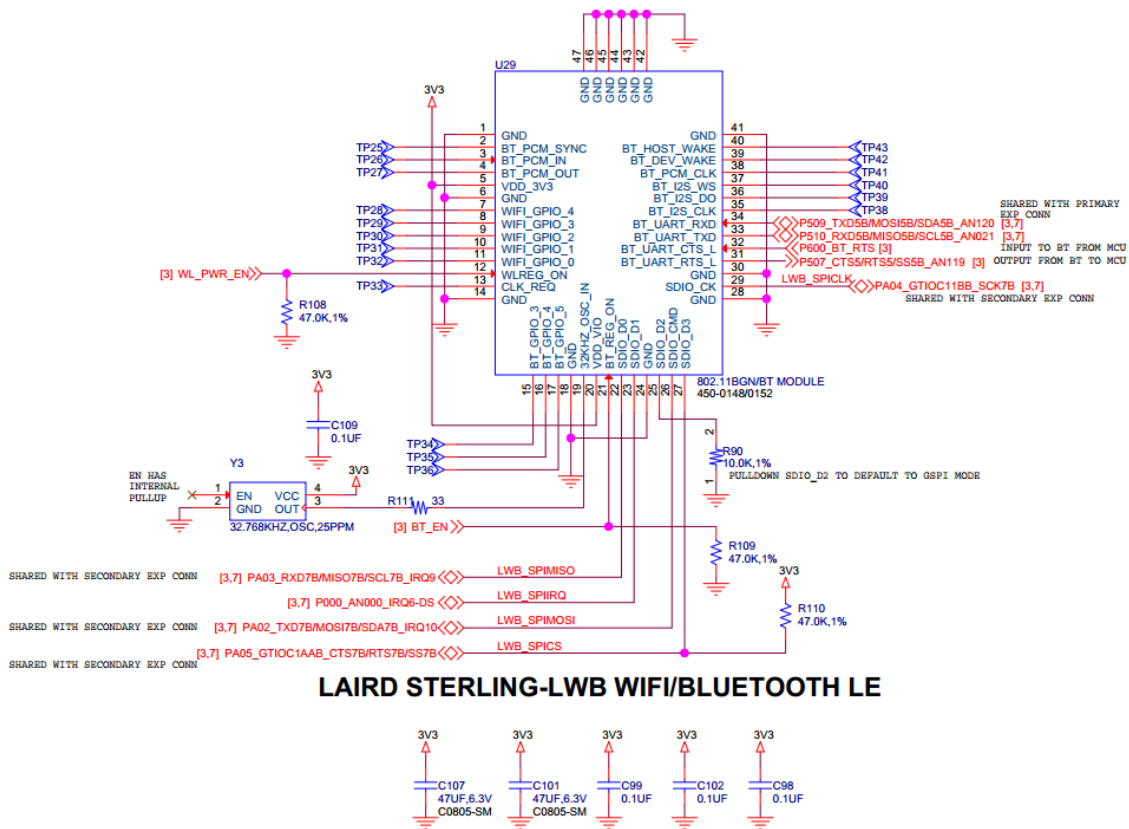 47
46
45
44
43
42
U29
GND
GND
GND
GND
GND
GND
3V3
1
GND
GND
41
TP25
2
BT_PCM_SYNC
BT_HOST_WAKE
40
TP43
TP26
3
BT_PCM_IN
BT_DEV_WAKE
39
TP42
TP27
4
BT_PCM_OUT
BT_PCM_CLK
38
TP41
5
VDD_3V3
BT_I2S_WS
37
TP40
6
GND
BT_I2S_DO
36
TP39
TP28
7
WIFI_GPIO_4
BT_I2S_CLK
35
TP38
SHARED WITH PRIMARY
EXP CONN
TP29
8
WIFI_GPIO_3
BT_UART_RXD
34
P509_TXD5B/MOSI5B/SDA5B_AN120 [3,7]
TP30
9
WIFI_GPIO_2
BT_UART_TXD
33
P510_RXD5B/MISO5B/SCL5B_AN021 [3,7]
TP31
10
WIFI_GPIO_1
BT_UART_CTS_L
32
P600_BT_RTS [3]
INPUT TO BT FROM MCU
TP32
11
WIFI_GPIO_0
BT_UART_RTS_L
31
P507_CTS5/RTS5/SS5B_AN119 [3]
OUTPUT FROM BT TO MCU
[3] WL_PWR_EN
12
WLREG_ON
GND
30
TP33
13
CLK_REQ
SDIO_CK
29
LWB_SPICLK
PA04_GTIOC11BB_SCK7B [3,7]
14
GND
GND
28
SHARED WITH SECONDARY EXP CONN
R108
47.0K,1%
BT_GPIO_3
BT_GPIO_4
BT_GPIO_5
GND
32KHZ_OSC_IN
VDD_VIO
BT_REG_ON
SDIO_D0
SDIO_D1
GND
SDIO_D2
SDIO_CMD
SDIO_D3
15
16
17
18
19
20
21
22
23
24
25
26
27
802.11BGN/BT MODULE
450-0148/0152
3V3
C109
0.1UF
TP34
TP35
TP36
2
R90
10.0K,1%
1
PULLDOWN SDIO_D2 TO DEFAULT TO GSPI MODE
Y3
3V3
EN HAS
INTERNAL
PULLUP
1
EN
VCC
4
2
GND
OUT
3
32.768KHZ,OSC,25PPM
R111
33
[3] BT_EN
R109
47.0K,1%
SHARED WITH SECONDARY EXP CONN
[3,7] PA03_RXD7B/MISO7B/SCL7B_IRQ9
LWB_SPIMISO
3V3
[3,7] P000_AN000_IRQ6-DS
LWB_SPIIRQ
R110
47.0K,1%
SHARED WITH SECONDARY EXP CONN
[3,7] PA02_TXD7B/MOSI7B/SDA7B_IRQ10
LWB_SPIMOSI
SHARED WITH SECONDARY EXP CONN
[3,7] PA05_GTIOC1AAB_CTS7B/RTS7B/SS7B
LWB_SPICS
LAIRD STERLING-LWB WIFI/BLUETOOTH LE
3V3
3V3
3V3
3V3
3V3
C107
47UF,6.3V
C0805-SM
C101
47UF,6.3V
C0805-SM
C99
0.1UF
C102
0.1UF
C98
0.1UF